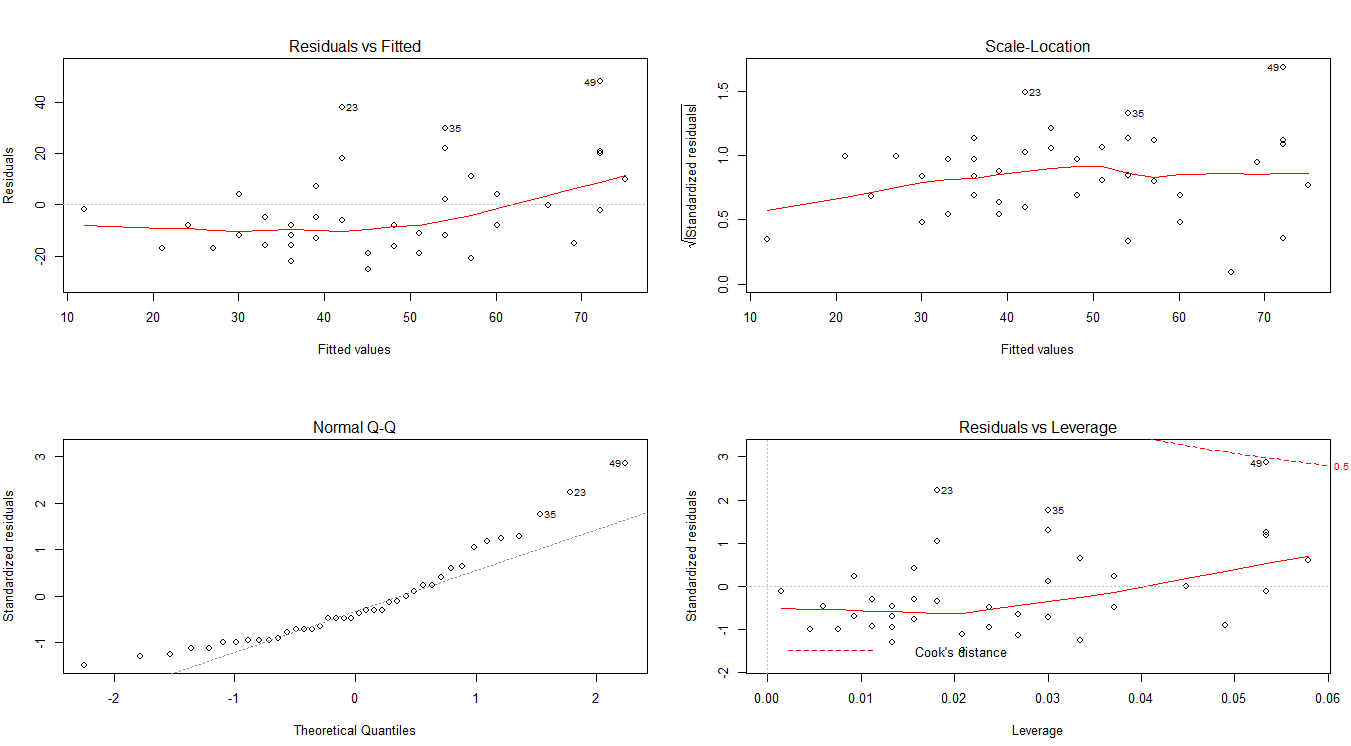 Residuals vs Fitted
Residuals
-20 0 20 40
49
23
35
10 20 30 40 50 60 70
Fitted values
Scale-Location
√|Standardized residuals|
0.0 0.5 1.0 1.5
49
23
35
10 20 30 40 50 60 70
Fitted values
Normal Q-Q
Standardized residuals
-1 0 1 2 3
49
23
35
-2 -1 0 1 2
Theoretical Quantiles
Residuals vs Leverage
Standardized residuals
-2 -1 0 1 2 3
49
0.5
23
35
Cook's distance
0.00 0.01 0.02 0.03 0.04 0.05 0.06
Leverage